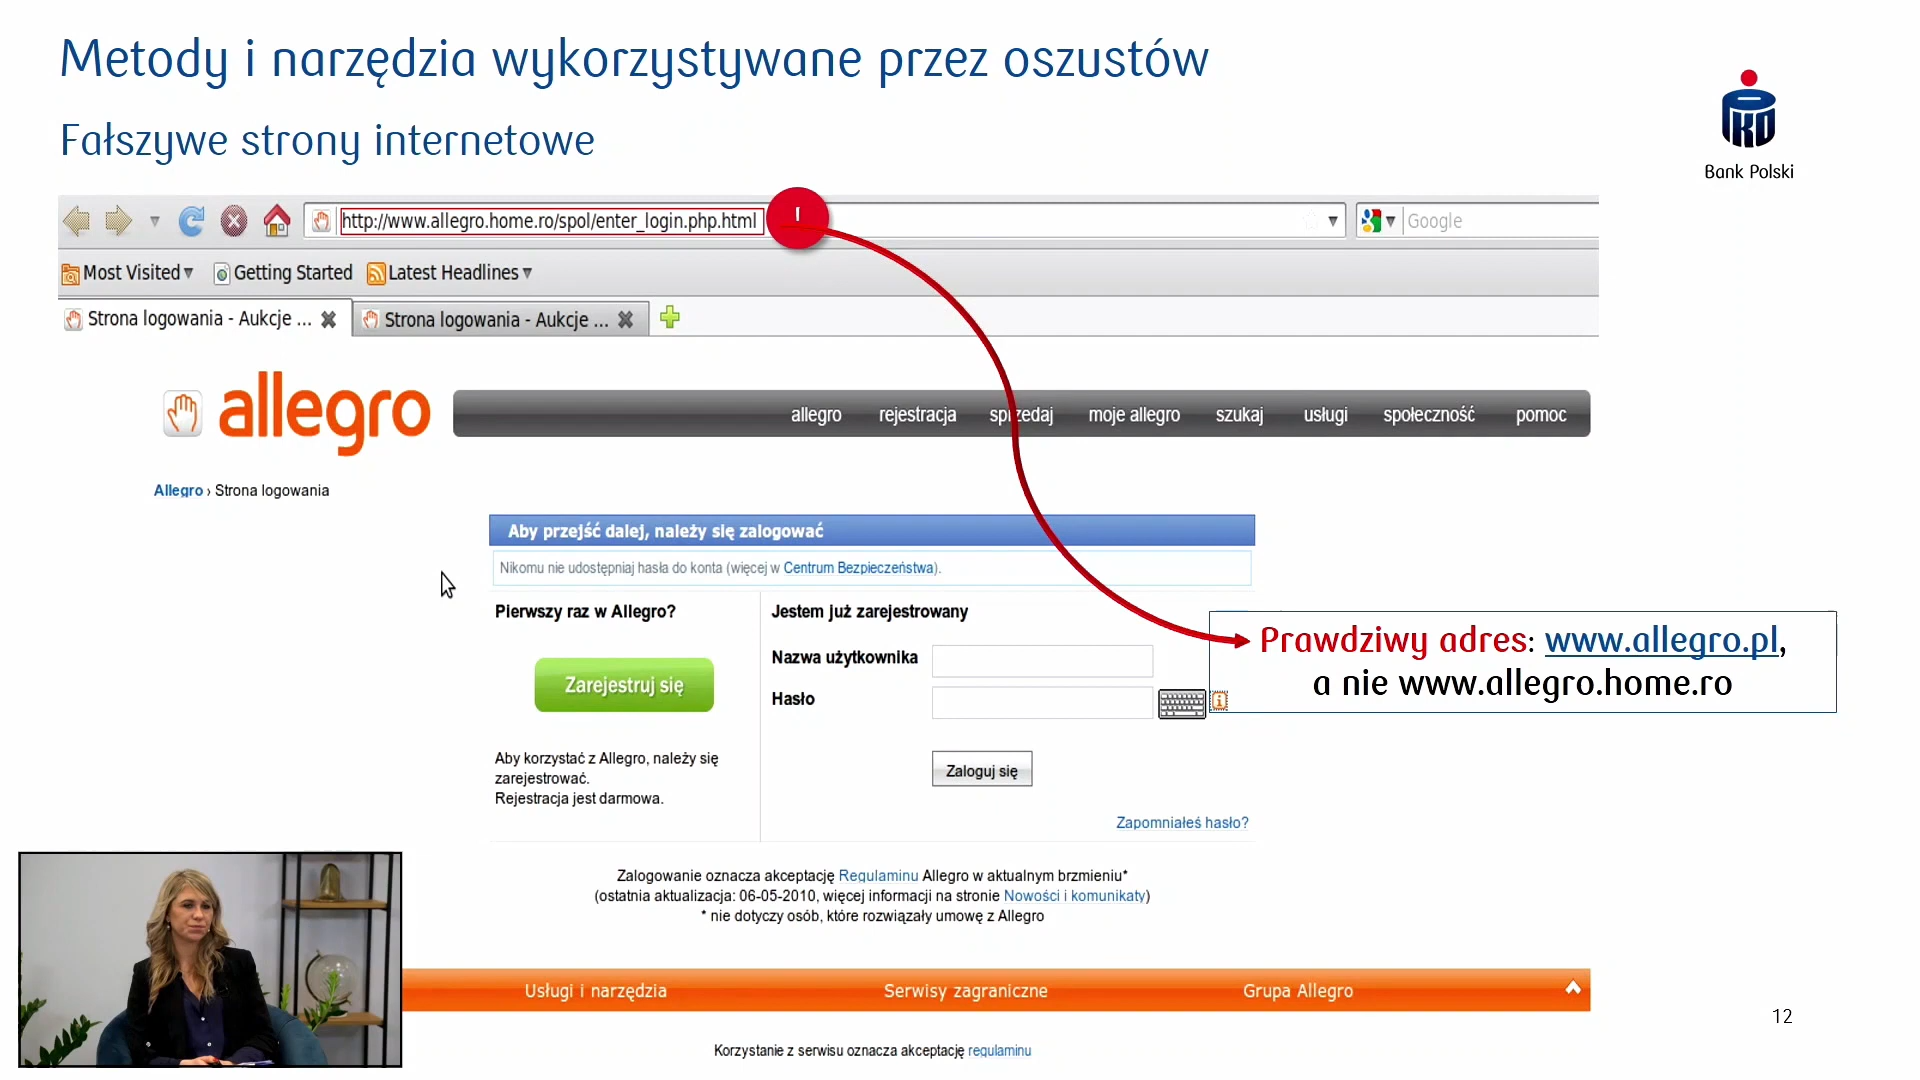 Metody i narzędzia wykorzystywane przez oszustów
Fałszywe strony internetowe
PKO
Bank Polski
http://www.allegro.home.ro/spol/enter_login.php.html
!
Google
Most Visited
Getting Started
Latest Headlines
Strona logowania - Aukcje ...
Strona logowania - Aukcje ...
allegro
allegro rejestracja sprzedaj moje allegro szukaj usługi społeczność pomoc
Allegro › Strona logowania
Aby przejść dalej, należy się zalogować
Nikomu nie udostępniaj hasła do konta (więcej w Centrum Bezpieczeństwa).
Pierwszy raz w Allegro?
Zarejestruj się
Aby korzystać z Allegro, należy się
zarejestrować.
Rejestracja jest darmowa.
Jestem już zarejestrowany
Nazwa użytkownika
Hasło
Zaloguj się
Zapomniałeś hasło?
Prawdziwy adres: www.allegro.pl,
a nie www.allegro.home.ro
Zalogowanie oznacza akceptację Regulaminu Allegro w aktualnym brzmieniu*
(ostatnia aktualizacja: 06-05-2010, więcej informacji na stronie Nowości i komunikaty)
* nie dotyczy osób, które rozwiązały umowę z Allegro
Usługi i narzędzia Serwisy zagraniczne Grupa Allegro
12
Korzystanie z serwisu oznacza akceptację regulaminu